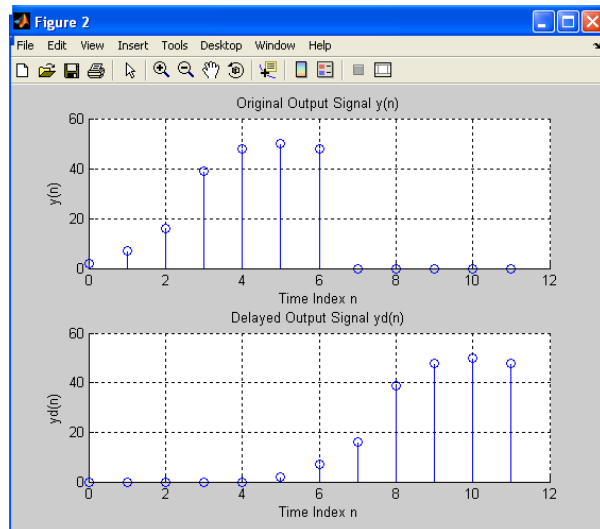 Figure 2
File Edit View Insert Tools Desktop Window Help
Original Output Signal y(n)
60
40
20
0
y(n)
0 2 4 6 8 10 12
Time Index n
Delayed Output Signal yd(n)
60
40
20
0
yd(n)
0 2 4 6 8 10 12
Time Index n